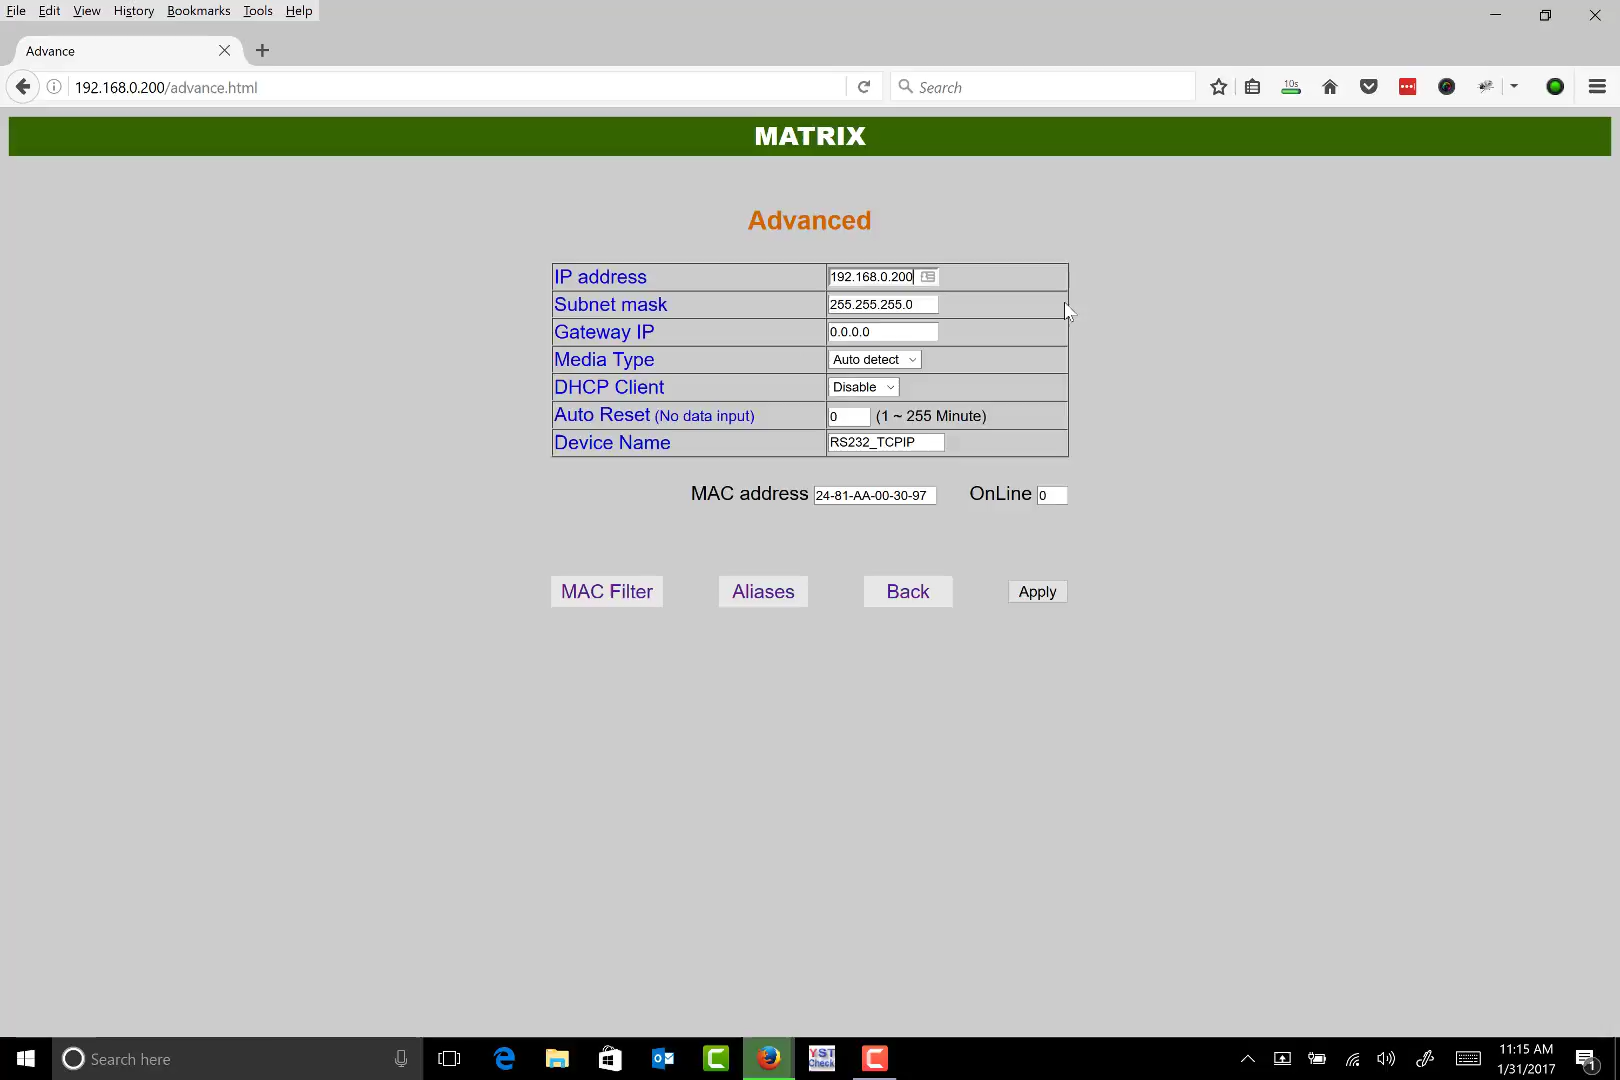 File Edit View History Bookmarks Tools Help
Advance
192.168.0.200/advance.html
Search
10s
MATRIX
Advanced
IP address 192.168.0.200
Subnet mask 255.255.255.0
Gateway IP 0.0.0.0
Media Type Auto detect
DHCP Client Disable
Auto Reset (No data input) 0 (1 ~ 255 Minute)
Device Name RS232_TCPIP
MAC address 24-81-AA-00-30-97 OnLine 0
MAC Filter Aliases Back Apply
Search here
YST
Check
11:15 AM
1/31/2017
1